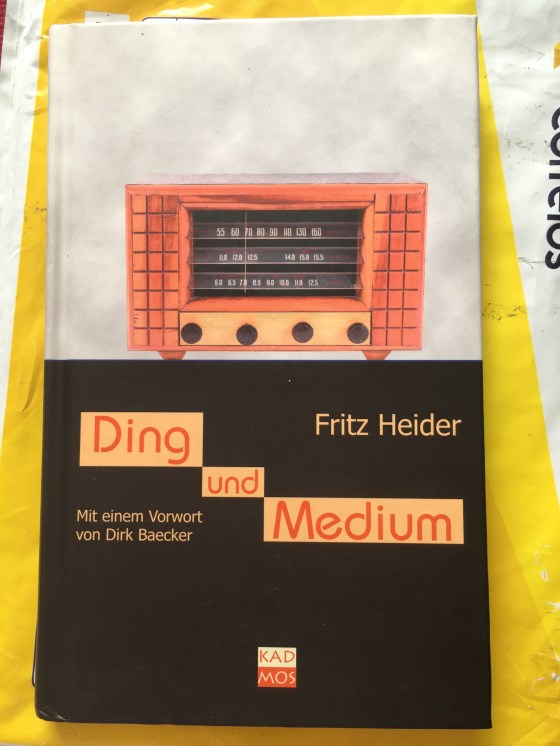 55 60 70 80 90 110 130 160
11.0 12.0 12.5 14.0 15.0 15.5
6.0 6.5 7.0 8.0 9.0 10.0 11.0 12.5
Fritz Heider
Ding
und
Medium
Mit einem Vorwort
von Dirk Baecker
KAD
MOS